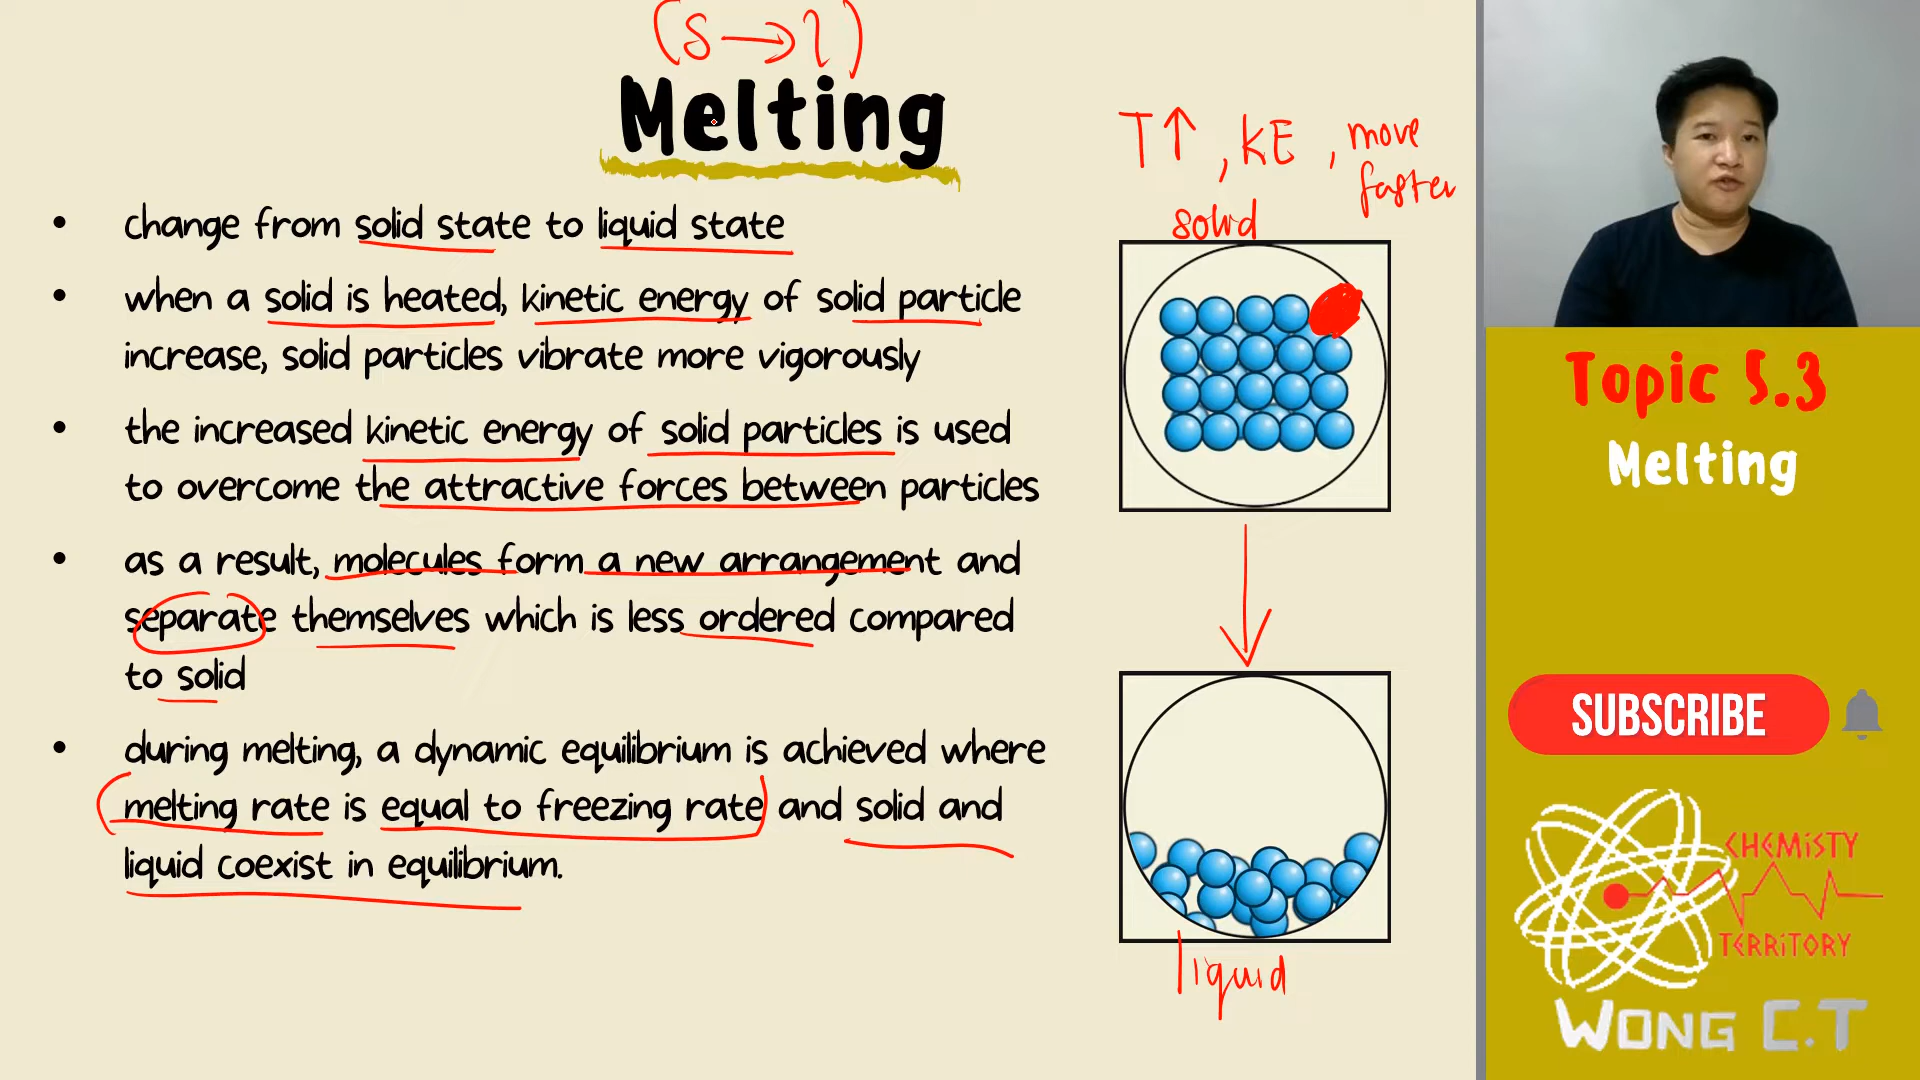 (s → l)
Melting
• change from solid state to liquid state
• when a solid is heated, kinetic energy of solid particle
increase, solid particles vibrate more vigorously
• the increased kinetic energy of solid particles is used
to overcome the attractive forces between particles
• as a result, molecules form a new arrangement and
separate themselves which is less ordered compared
to solid
• during melting, a dynamic equilibrium is achieved where
melting rate is equal to freezing rate and solid and
liquid coexist in equilibrium.
T↑, KE, move
faster
solid
liquid
Topic 5.3
Melting
SUBSCRIBE
CHEMiSTY
TERRiTORY
WONG C.T